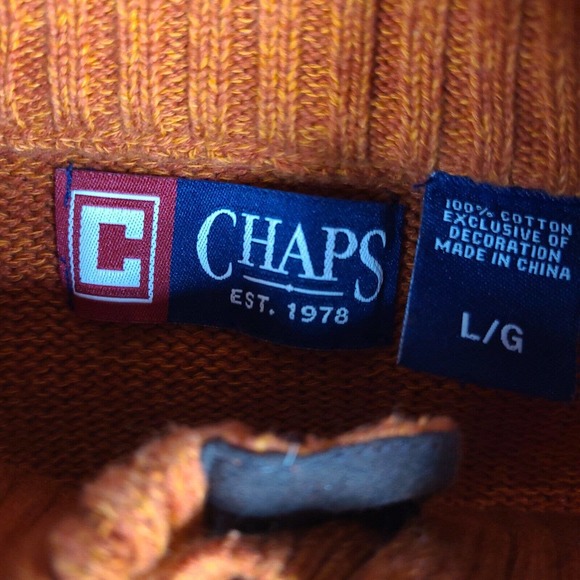 C
CHAPS
EST. 1978
100% COTTON
EXCLUSIVE OF
DECORATION
MADE IN CHINA
L/G